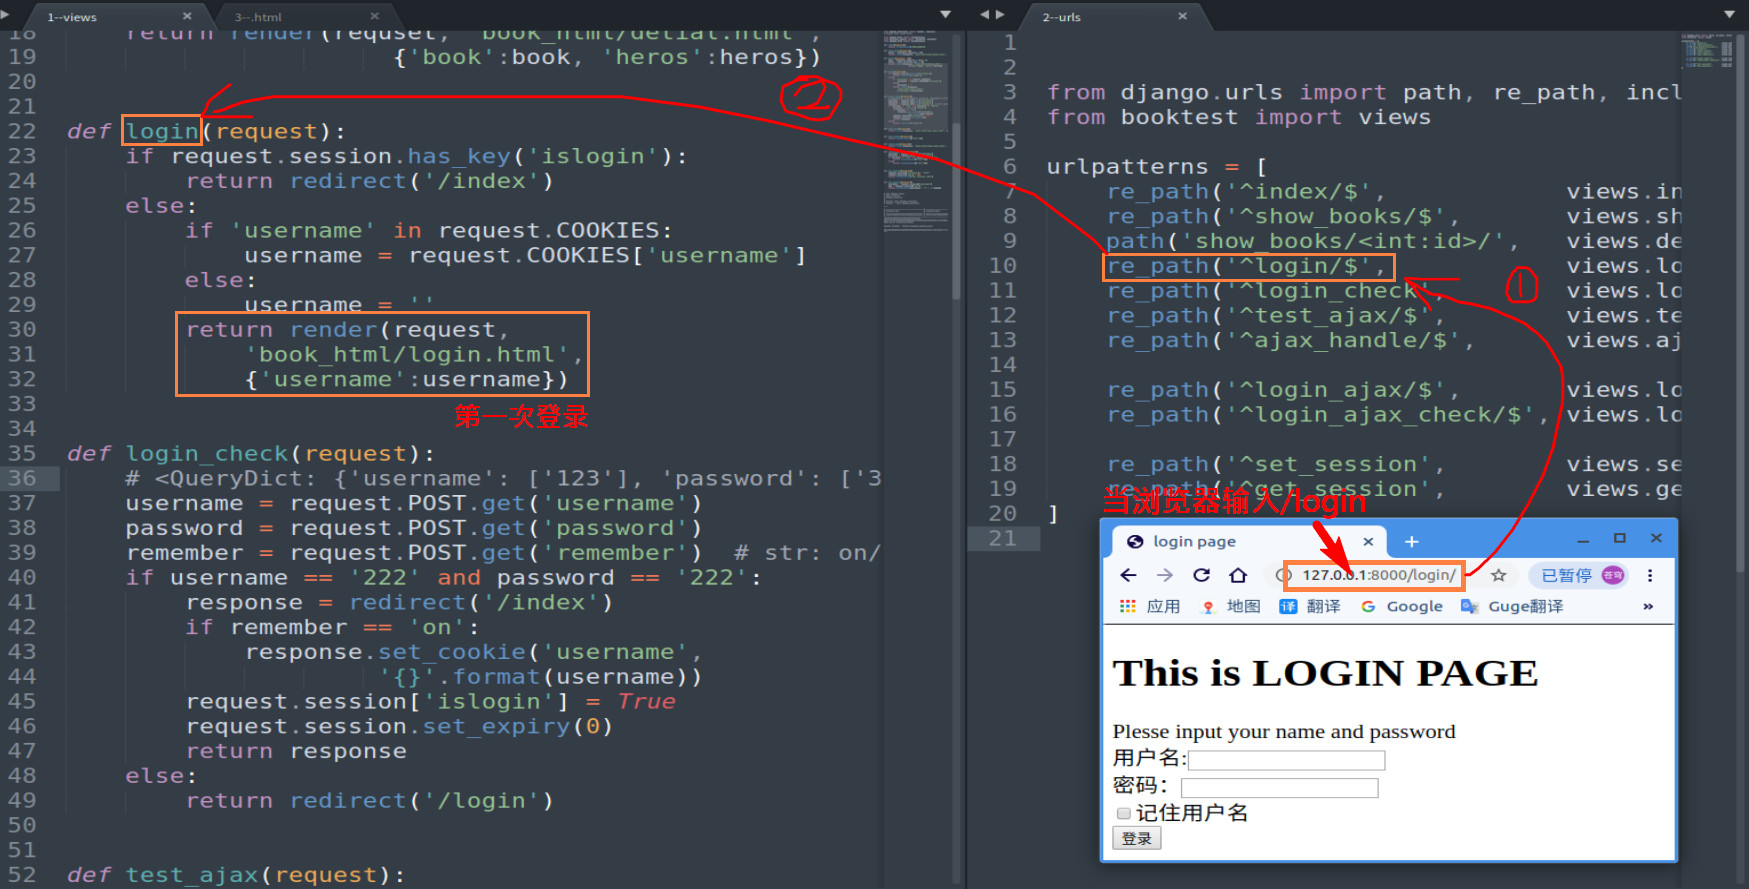 1--views
3--.html
18 return render(requset, 'book_html/detial.html',
19 {'book':book, 'heros':heros})
20
21
22 def login(request):
23 if request.session.has_key('islogin'):
24 return redirect('/index')
25 else:
26 if 'username' in request.COOKIES:
27 username = request.COOKIES['username']
28 else:
29 username = ''
30 return render(request,
31 'book_html/login.html',
32 {'username':username})
33
第一次登录
34
35 def login_check(request):
36 # <QueryDict: {'username': ['123'], 'password': ['3
37 username = request.POST.get('username')
38 password = request.POST.get('password')
39 remember = request.POST.get('remember') # str: on/
40 if username == '222' and password == '222':
41 response = redirect('/index')
42 if remember == 'on':
43 response.set_cookie('username',
44 '{}'.format(username))
45 request.session['islogin'] = True
46 request.session.set_expiry(0)
47 return response
48 else:
49 return redirect('/login')
50
51
52 def test_ajax(request):
②
2--urls
1
2
3 from django.urls import path, re_path, incl
4 from booktest import views
5
6 urlpatterns = [
7 re_path('^index/$', views.in
8 re_path('^show_books/$', views.sh
9 path('show_books/<int:id>/', views.de
10 re_path('^login/$', views.lo
11 re_path('^login_check', views.lo
12 re_path('^test_ajax/$', views.te
13 re_path('^ajax_handle/$', views.aj
14
15 re_path('^login_ajax/$', views.lo
16 re_path('^login_ajax_check/$', views.lo
17
18 re_path('^set_session', views.se
19 re_path('^get_session', views.ge
20 ]
21
①
当浏览器输入/login
login page
127.0.0.1:8000/login/
已暂停 苍穹
应用 地图 译 翻译 Google Guge翻译 »
This is LOGIN PAGE
Plesse input your name and password
用户名:
密码：
记住用户名
登录